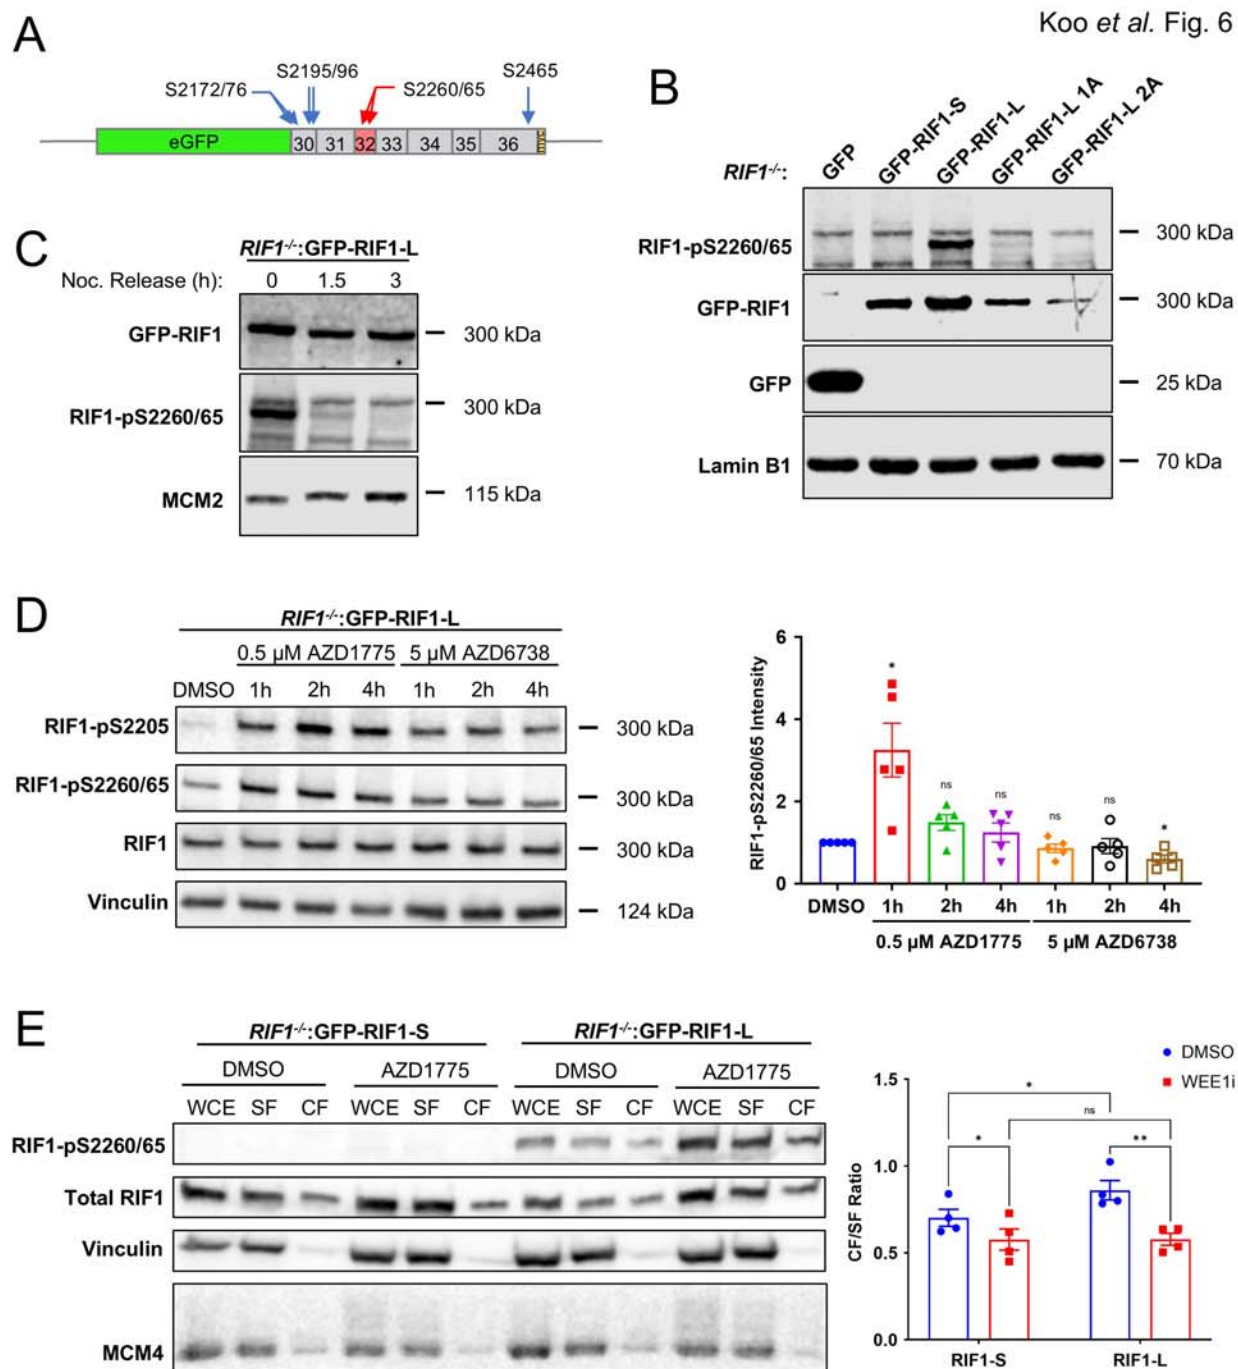 Koo et al. Fig. 6
A
S2195/96
S2465
S2172/76
S2260/65
eGFP
30
31
32
33
34
35
36
B
RIF1-/-:
GFP
GFP-RIF1-S
GFP-RIF1-L
GFP-RIF1-L 1A
GFP-RIF1-L 2A
RIF1-pS2260/65
300 kDa
GFP-RIF1
300 kDa
GFP
25 kDa
Lamin B1
70 kDa
C
RIF1-/-:GFP-RIF1-L
Noc. Release (h): 0 1.5 3
GFP-RIF1
300 kDa
RIF1-pS2260/65
300 kDa
MCM2
115 kDa
D
RIF1-/-:GFP-RIF1-L
0.5 µM AZD1775 5 µM AZD6738
DMSO 1h 2h 4h 1h 2h 4h
RIF1-pS2205
300 kDa
RIF1-pS2260/65
300 kDa
RIF1
300 kDa
Vinculin
124 kDa
RIF1-pS2260/65 Intensity
6
4
2
0
*
ns
ns
ns
ns
*
DMSO 1h 2h 4h 1h 2h 4h
0.5 µM AZD1775 5 µM AZD6738
E
RIF1-/-:GFP-RIF1-S RIF1-/-:GFP-RIF1-L
DMSO AZD1775 DMSO AZD1775
WCE SF CF WCE SF CF WCE SF CF WCE SF CF
RIF1-pS2260/65
Total RIF1
Vinculin
MCM4
DMSO
WEE1i
CF/SF Ratio
1.5
1.0
0.5
0.0
*
ns
*
**
RIF1-S RIF1-L